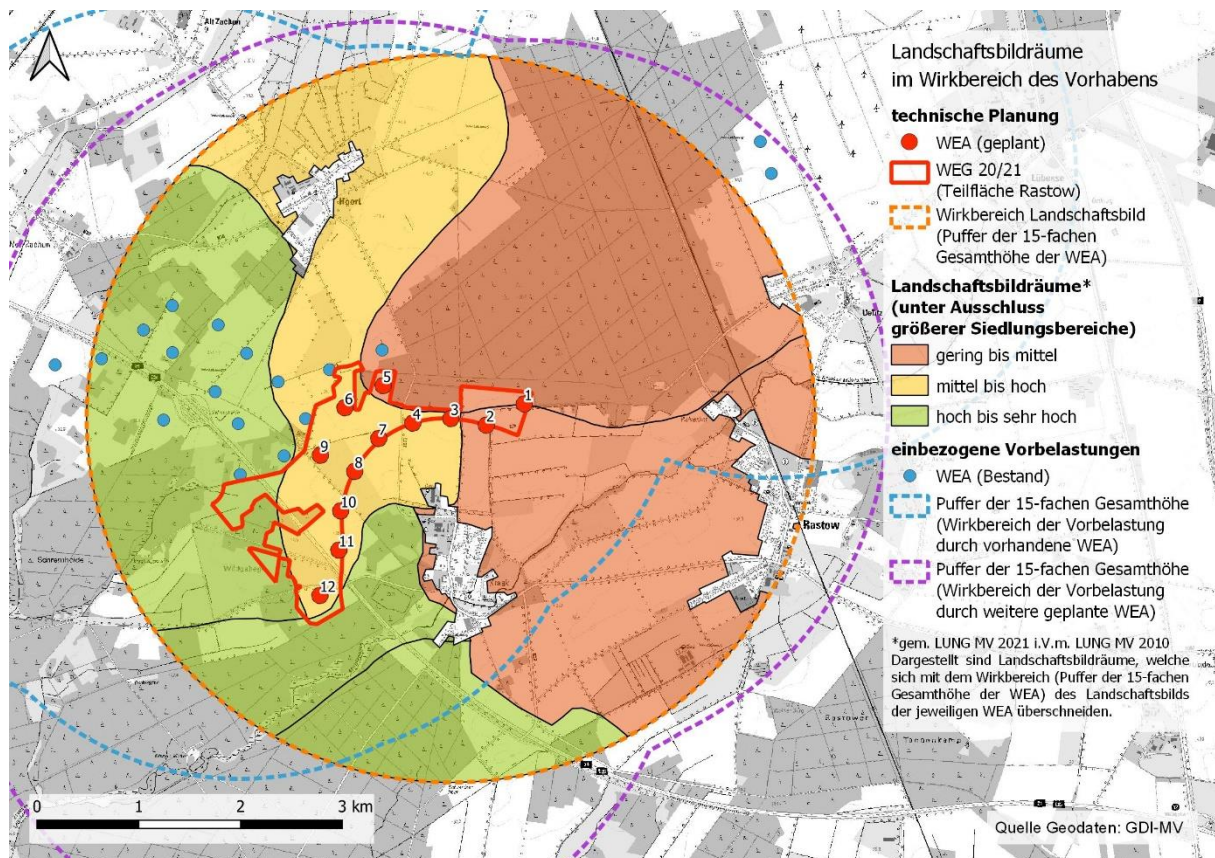 Alt Zachun
Hoort
Rastow
Uelitz
Lübesse
1
2
3
4
5
6
7
8
9
10
11
12
0 1 2 3 km
Landschaftsbildräume
im Wirkbereich des Vorhabens
technische Planung
WEA (geplant)
WEG 20/21
(Teilfläche Rastow)
Wirkbereich Landschaftsbild
(Puffer der 15-fachen
Gesamthöhe der WEA)
Landschaftsbildräume*
(unter Ausschluss
größerer Siedlungsbereiche)
gering bis mittel
mittel bis hoch
hoch bis sehr hoch
einbezogene Vorbelastungen
WEA (Bestand)
Puffer der 15-fachen Gesamthöhe
(Wirkbereich der Vorbelastung
durch vorhandene WEA)
Puffer der 15-fachen Gesamthöhe
(Wirkbereich der Vorbelastung
durch weitere geplante WEA)
*gem. LUNG MV 2021 i.V.m. LUNG MV 2010
Dargestellt sind Landschaftsbildräume, welche
sich mit dem Wirkbereich (Puffer der 15-fachen
Gesamthöhe der WEA) des Landschaftsbilds
der jeweiligen WEA überschneiden.
Quelle Geodaten: GDI-MV